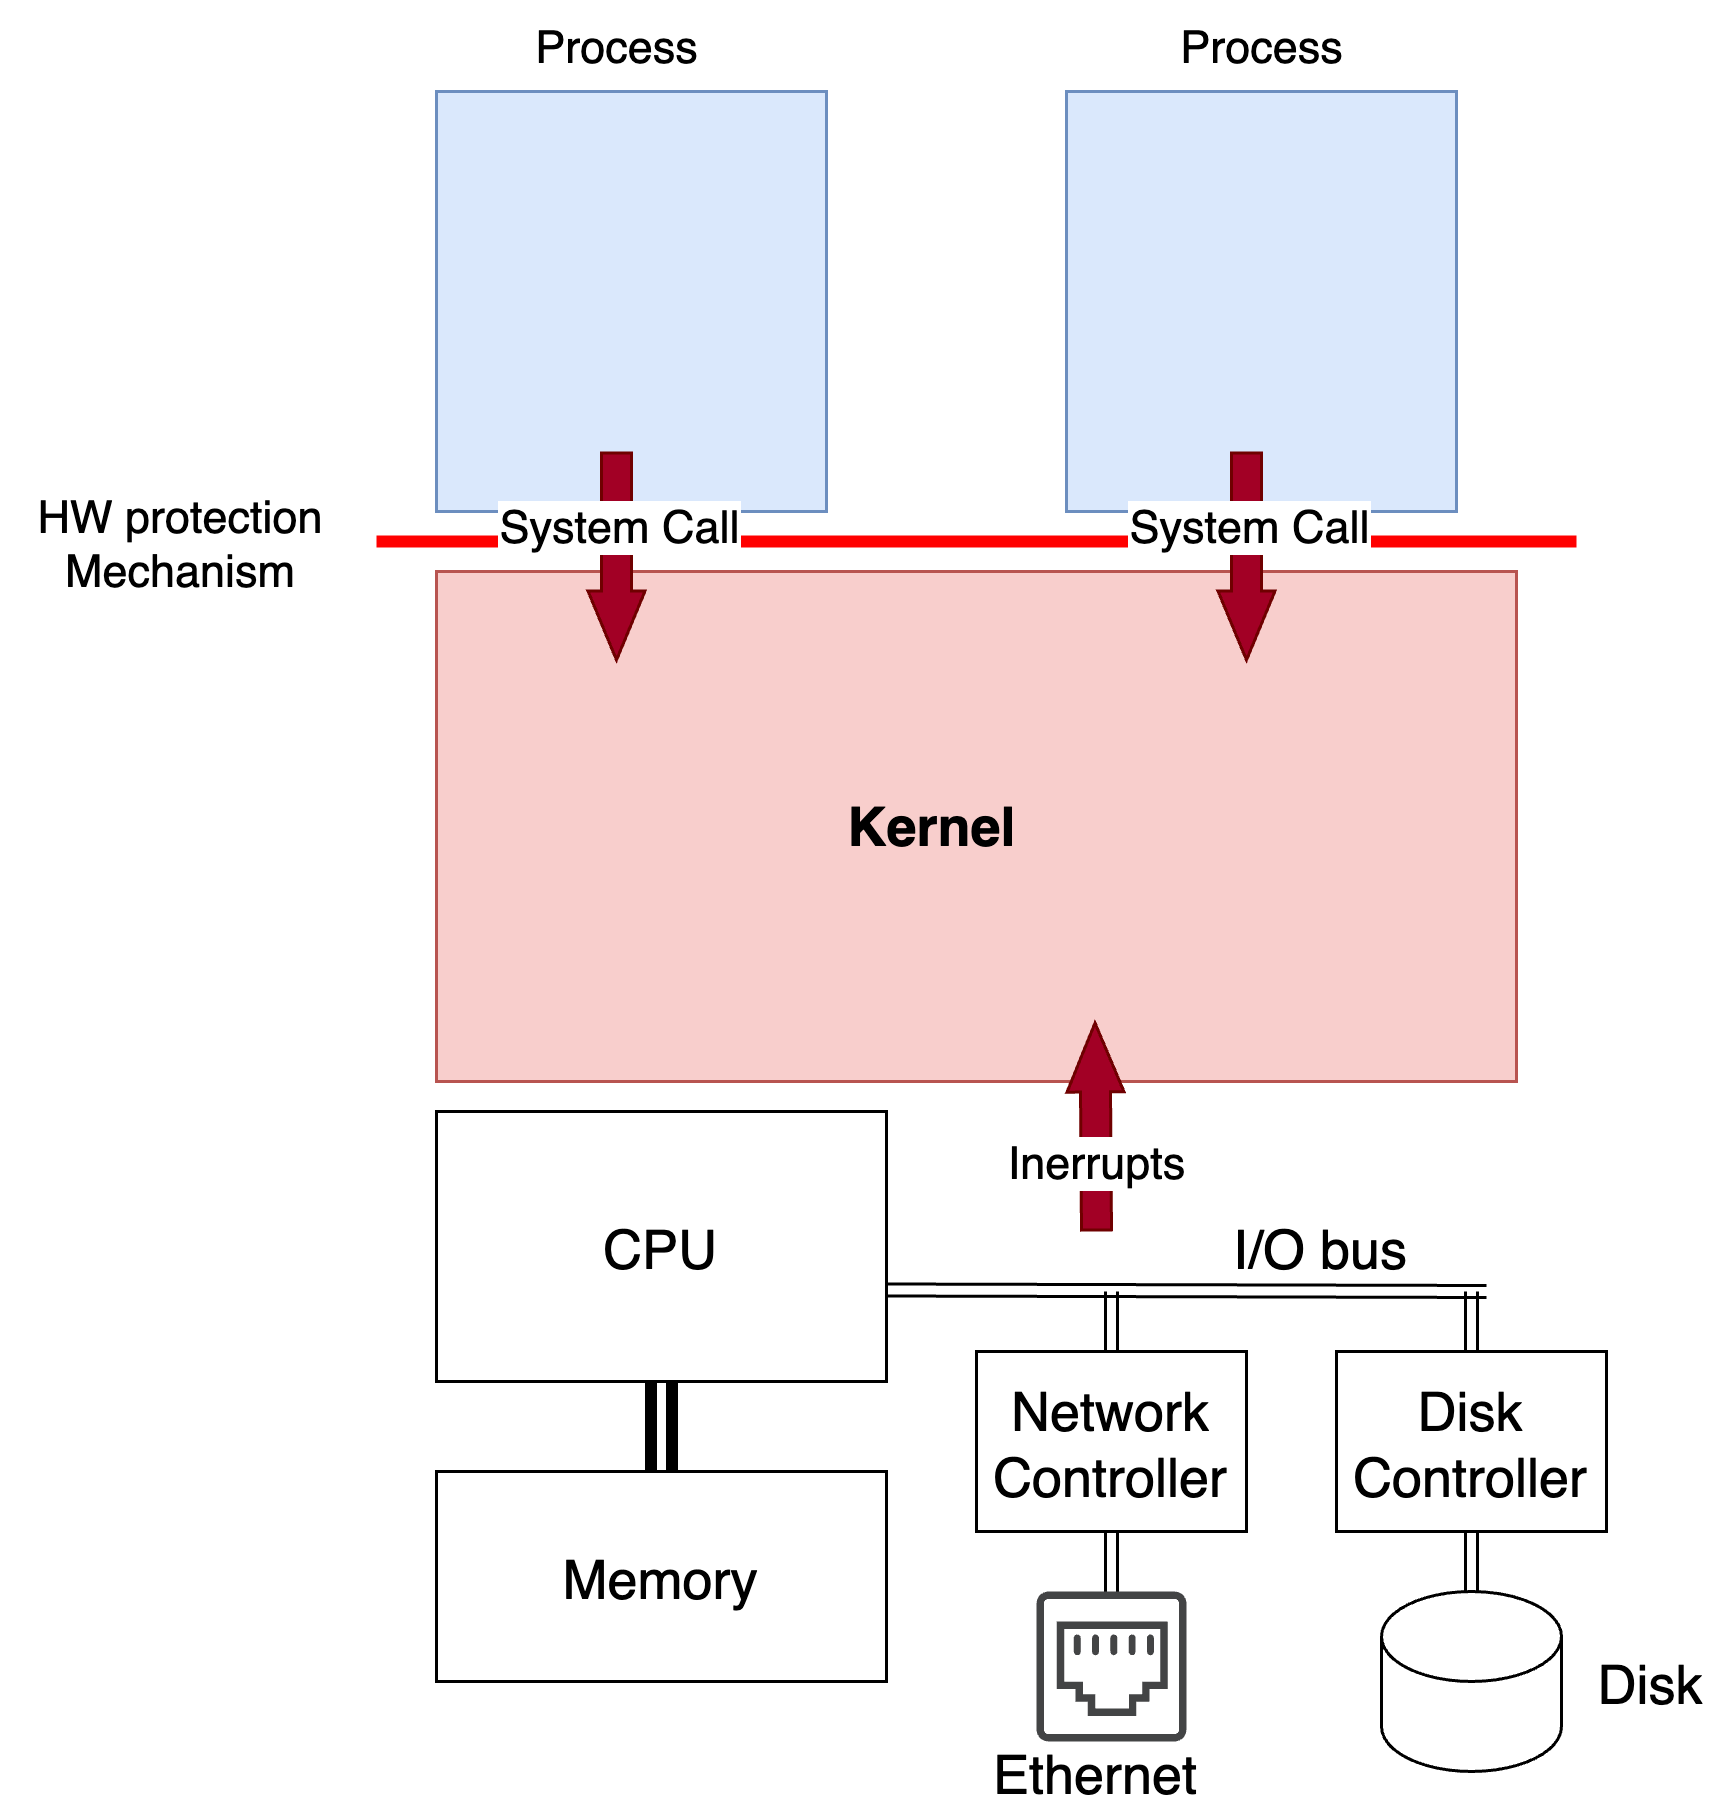 Process
Process
HW protection
Mechanism
System Call
System Call
Kernel
Inerrupts
CPU
I/O bus
Network
Controller
Disk
Controller
Memory
Disk
Ethernet